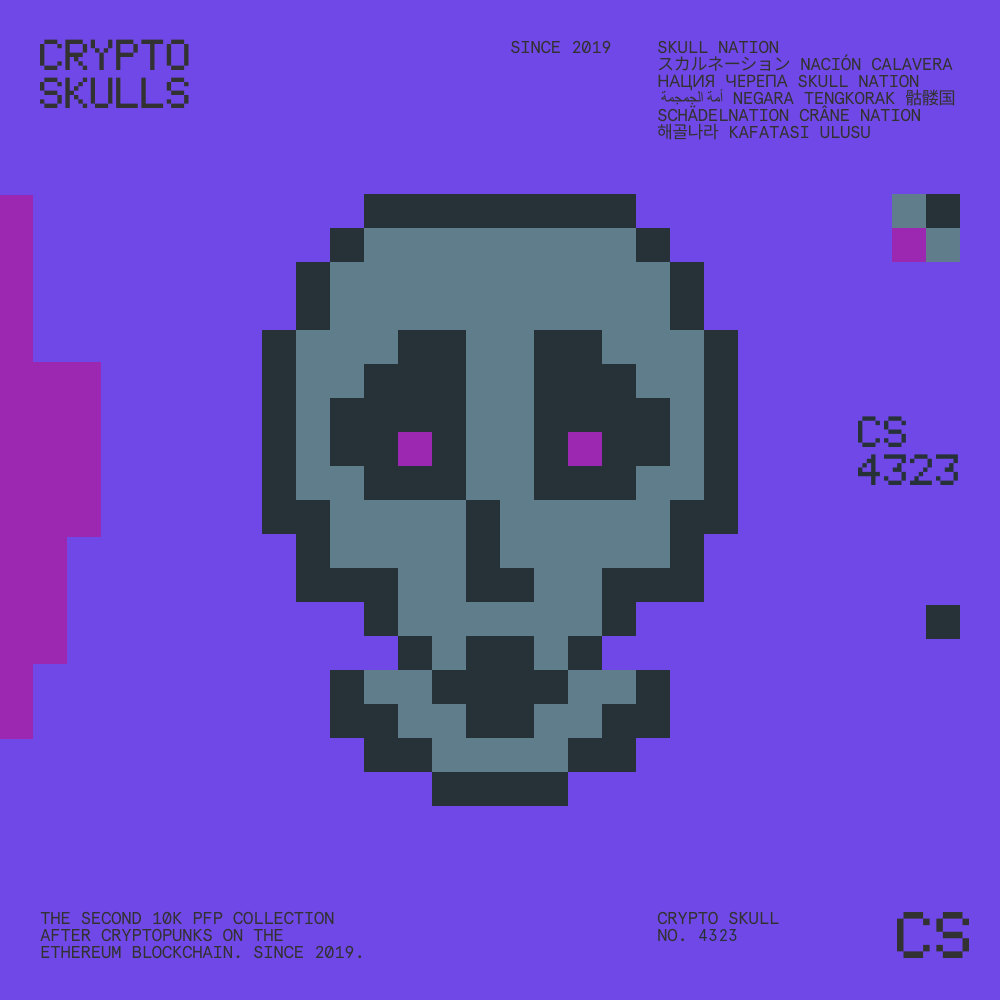 CRYPTO
SKULLS
SINCE 2019
SKULL NATION
スカルネーション NACIÓN CALAVERA
НАЦИЯ ЧЕРЕПА SKULL NATION
أمة الجمجمة NEGARA TENGKORAK 骷髅国
SCHÄDELNATION CRÂNE NATION
해골나라 KAFATASI ULUSU
CS
4323
THE SECOND 10K PFP COLLECTION
AFTER CRYPTOPUNKS ON THE
ETHEREUM BLOCKCHAIN. SINCE 2019.
CRYPTO SKULL
NO. 4323
CS